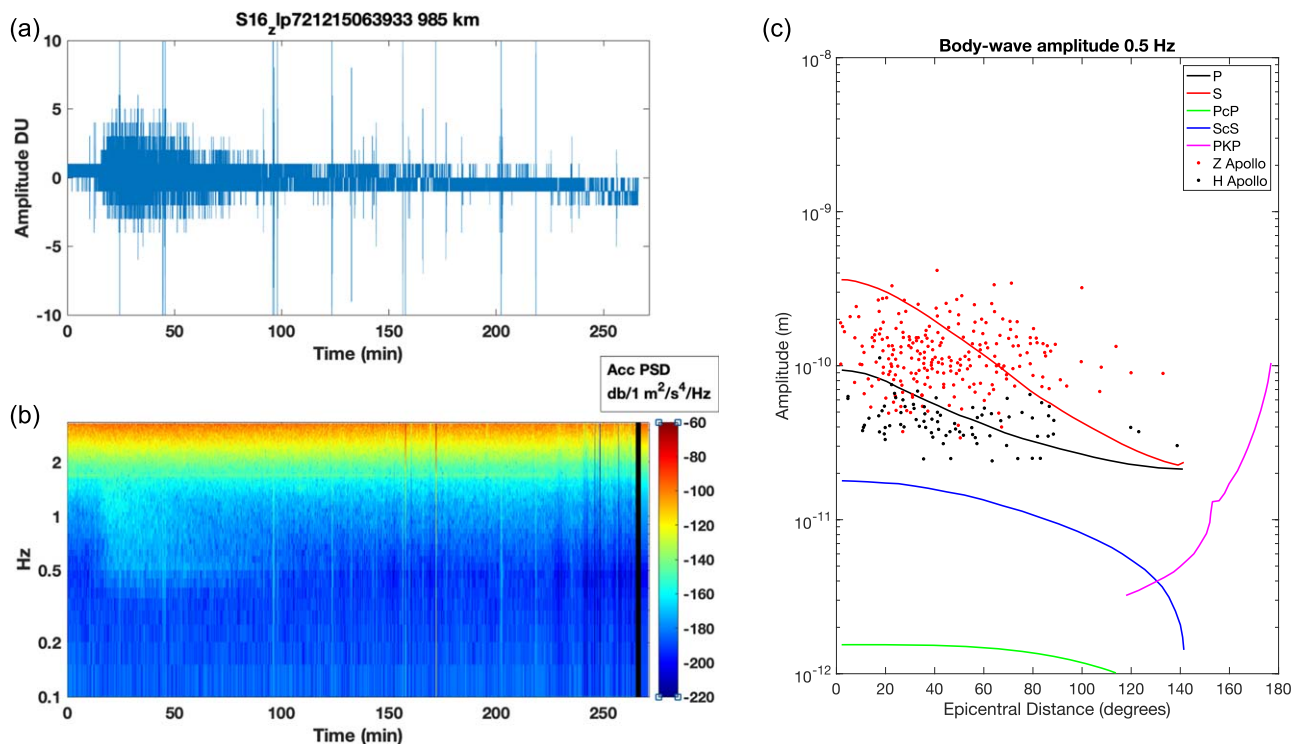 (a)
S16_zlp721215063933 985 km
10
5
0
-5
-10
Amplitude DU
0 50 100 150 200 250
Time (min)
Acc PSD
db/1 m²/s⁴/Hz
(b)
2
1
0.5
0.2
0.1
Hz
0 50 100 150 200 250
Time (min)
-60
-80
-100
-120
-140
-160
-180
-200
-220
(c)
Body-wave amplitude 0.5 Hz
10⁻⁸
10⁻⁹
10⁻¹⁰
10⁻¹¹
10⁻¹²
Amplitude (m)
P
S
PcP
ScS
PKP
Z Apollo
H Apollo
0 20 40 60 80 100 120 140 160 180
Epicentral Distance (degrees)